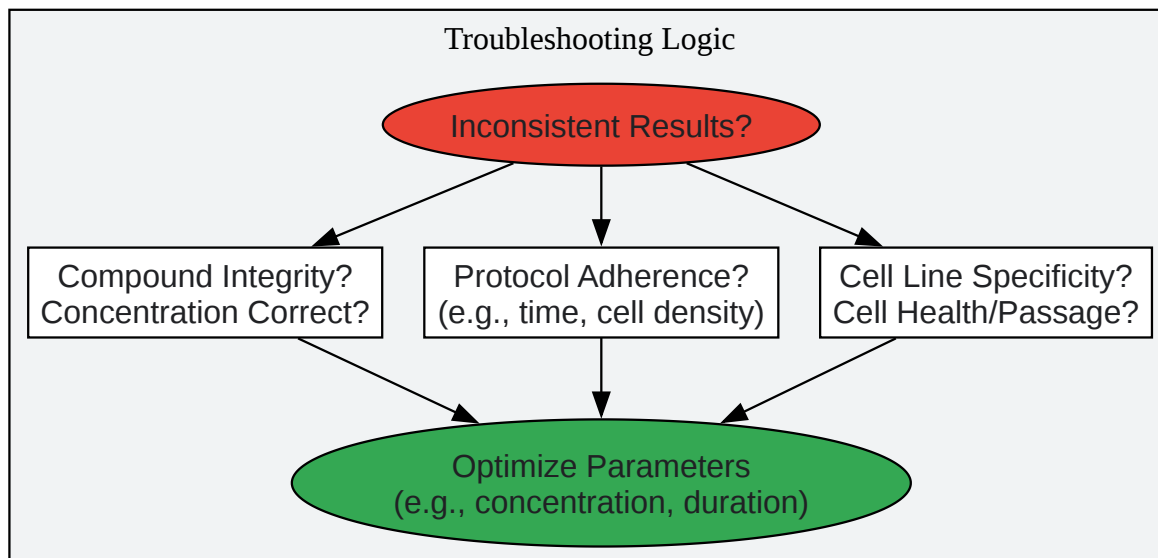 Troubleshooting Logic
Inconsistent Results?
Compound Integrity?
Concentration Correct?
Protocol Adherence?
(e.g., time, cell density)
Cell Line Specificity?
Cell Health/Passage?
Optimize Parameters
(e.g., concentration, duration)